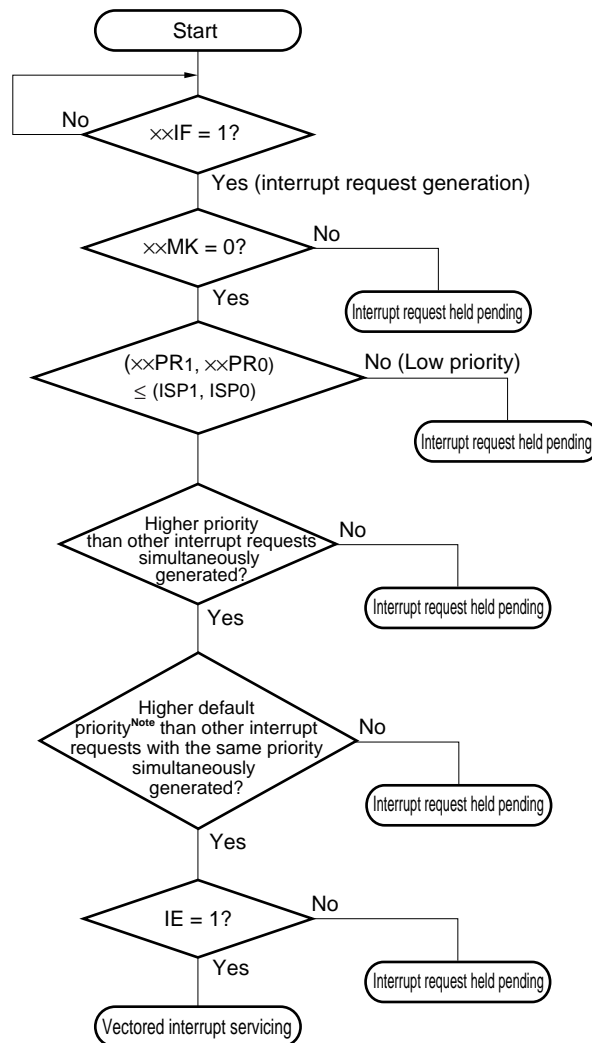 Start
No
××IF = 1?
Yes (interrupt request generation)
××MK = 0?
No
Yes
Interrupt request held pending
(××PR1, ××PR0)
≤ (ISP1, ISP0)
No (Low priority)
Interrupt request held pending
Higher priority
than other interrupt requests
simultaneously
generated?
No
Interrupt request held pending
Yes
Higher default
priorityNote than other interrupt
requests with the same priority
simultaneously
generated?
No
Interrupt request held pending
Yes
IE = 1?
No
Yes
Interrupt request held pending
Vectored interrupt servicing